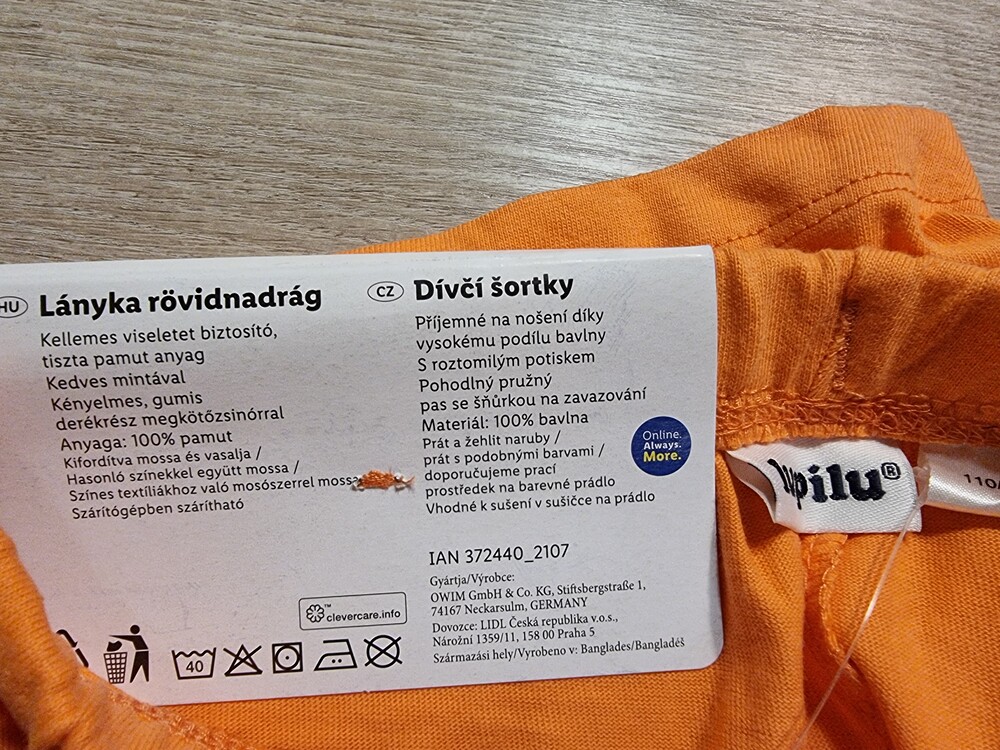 HU Lányka rövidnadrág
Kellemes viseletet biztosító,
tiszta pamut anyag
Kedves mintával
Kényelmes, gumis
derékrész megkötőzsinórral
Anyaga: 100% pamut
Kifordítva mossa és vasalja /
Hasonló színekkel együtt mossa /
Színes textíliákhoz való mosószerrel mossa
Szárítógépben szárítható
CZ Dívčí šortky
Příjemné na nošení díky
vysokému podílu bavlny
S roztomilým potiskem
Pohodlný pružný
pas se šňůrkou na zavazování
Materiál: 100% bavlna
Prát a žehlit naruby /
prát s podobnými barvami /
doporučujeme prací
prostředek na barevné prádlo
Vhodné k sušení v sušičce na prádlo
Online.
Always.
More.
IAN 372440_2107
Gyártja/Výrobce:
OWIM GmbH & Co. KG, Stiftsbergstraße 1,
74167 Neckarsulm, GERMANY
Dovozce: LIDL Česká republika v.o.s.,
Nárožní 1359/11, 158 00 Praha 5
Származási hely/Vyrobeno v: Banglades/Bangladéš
™ clevercare.info
40
lupilu®
110/